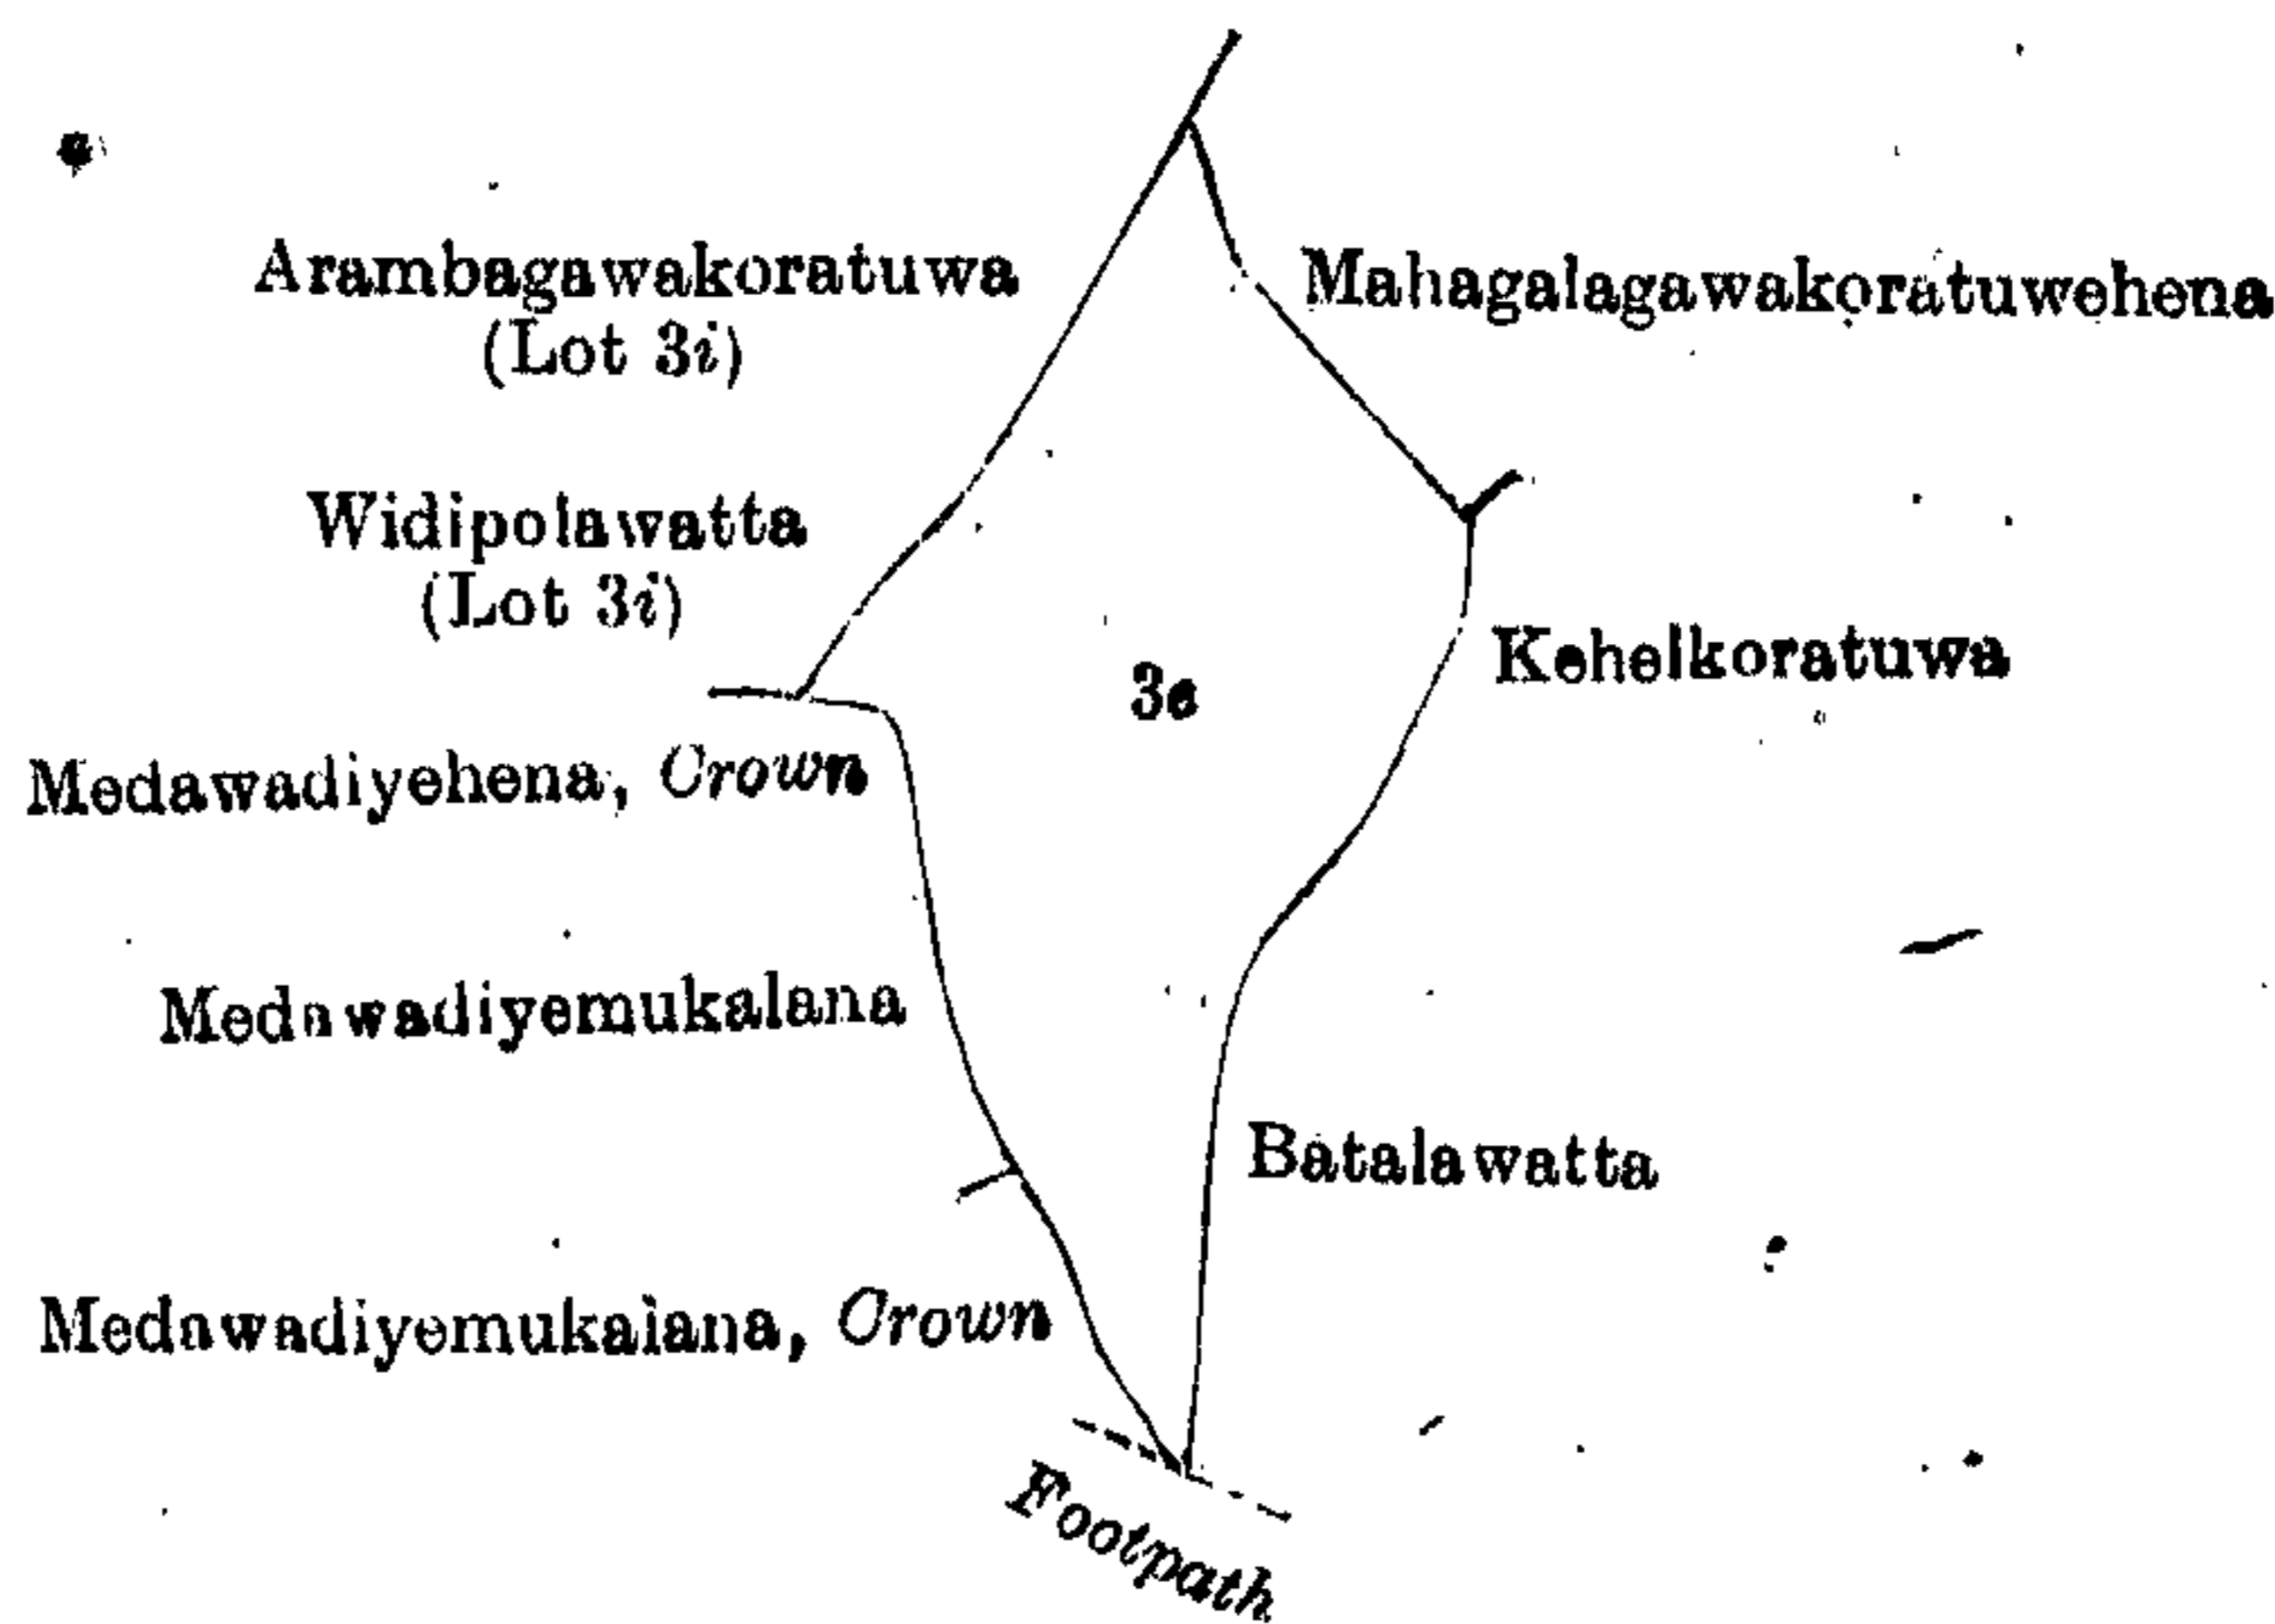 Arambagawakoratuwa
(Lot 3i)
Mahagalagawakoratuwehena
Widipolawatta
(Lot 3i)
Kehelkoratuwa
3e
Medawadiyehena, Crown
Medawadiyemukalana
Batalawatta
Medawadiyemukalana, Crown
Footpath